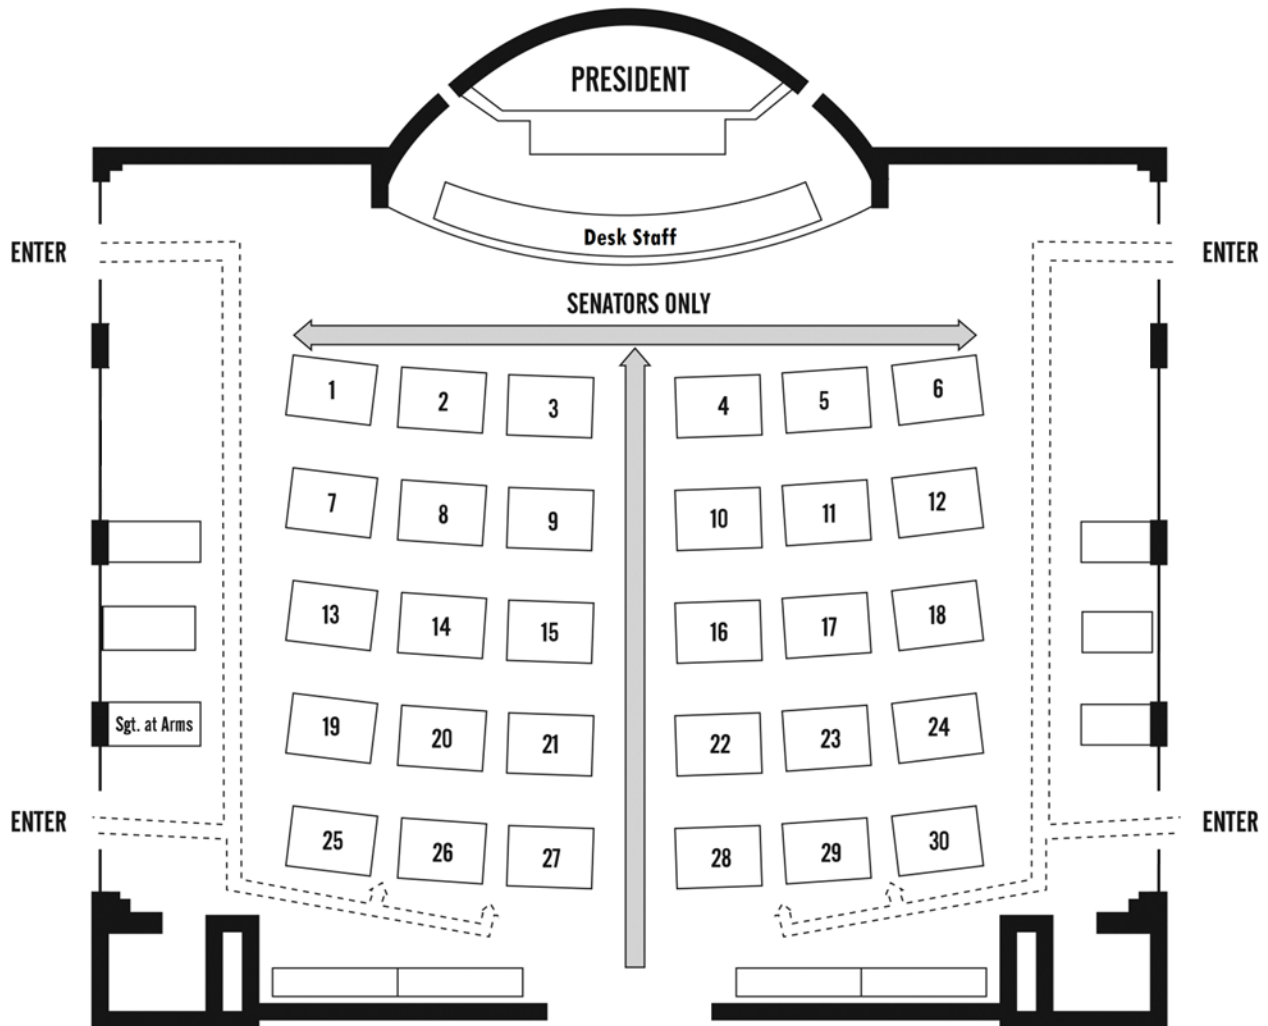 PRESIDENT
Desk Staff
ENTER
ENTER
SENATORS ONLY
1 2 3 4 5 6
7 8 9 10 11 12
13 14 15 16 17 18
19 20 21 22 23 24
Sgt. at Arms
ENTER
ENTER
25 26 27 28 29 30